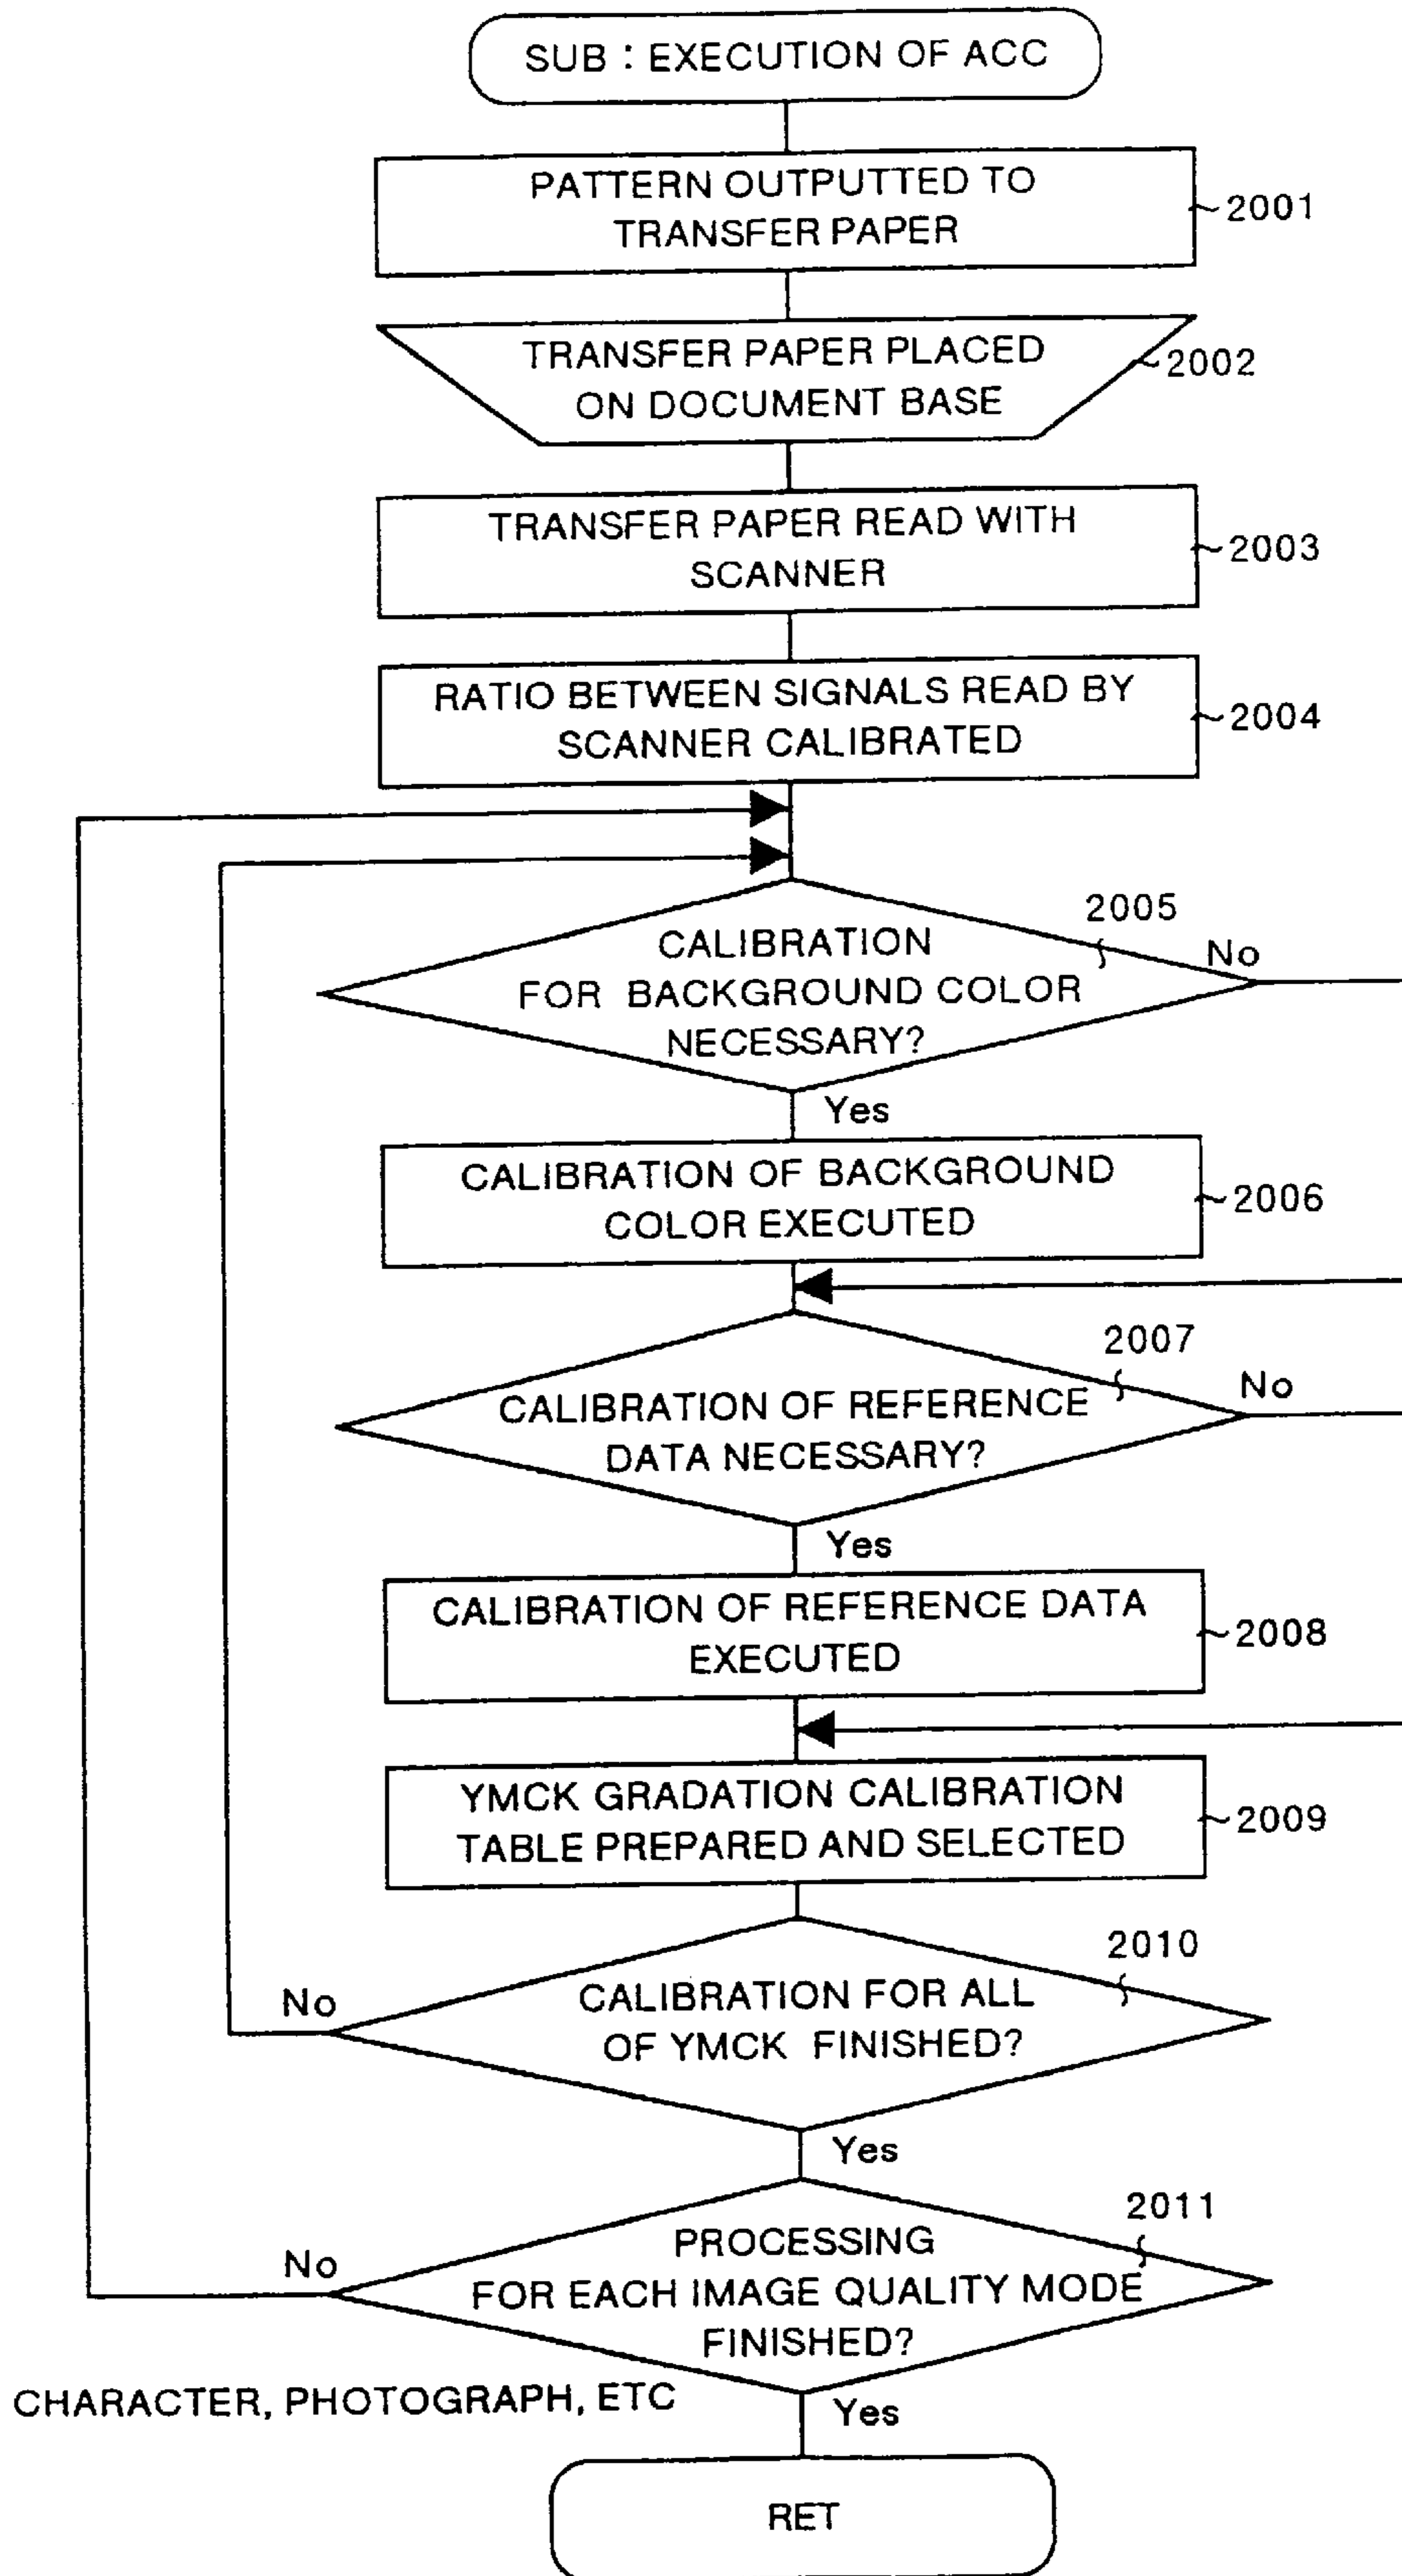 SUB : EXECUTION OF ACC
PATTERN OUTPUTTED TO
TRANSFER PAPER
2001
TRANSFER PAPER PLACED
ON DOCUMENT BASE
2002
TRANSFER PAPER READ WITH
SCANNER
2003
RATIO BETWEEN SIGNALS READ BY
SCANNER CALIBRATED
2004
2005
CALIBRATION
FOR BACKGROUND COLOR
NECESSARY?
No
Yes
CALIBRATION OF BACKGROUND
COLOR EXECUTED
2006
2007
CALIBRATION OF REFERENCE
DATA NECESSARY?
No
Yes
CALIBRATION OF REFERENCE DATA
EXECUTED
2008
YMCK GRADATION CALIBRATION
TABLE PREPARED AND SELECTED
2009
2010
CALIBRATION FOR ALL
OF YMCK FINISHED?
No
Yes
2011
PROCESSING
FOR EACH IMAGE QUALITY MODE
FINISHED?
No
CHARACTER, PHOTOGRAPH, ETC
Yes
RET